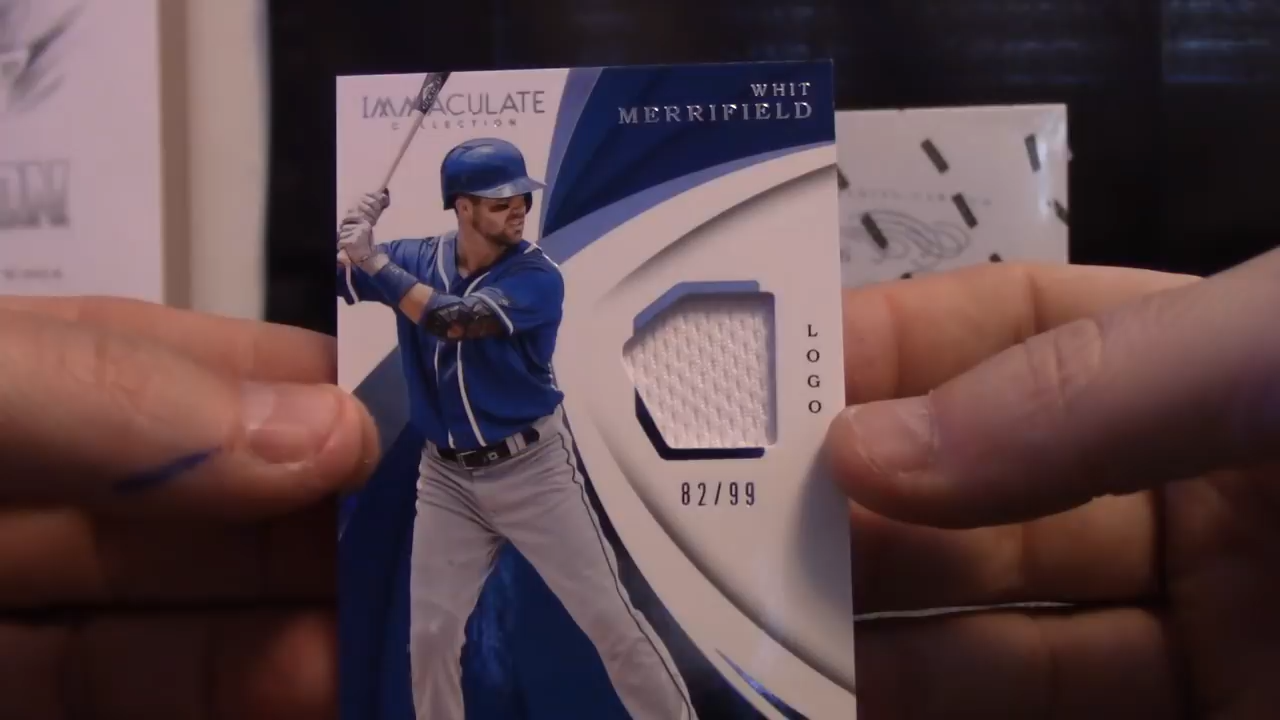 IMMACULATE
COLLECTION
WHIT
MERRIFIELD
LOGO
82/99